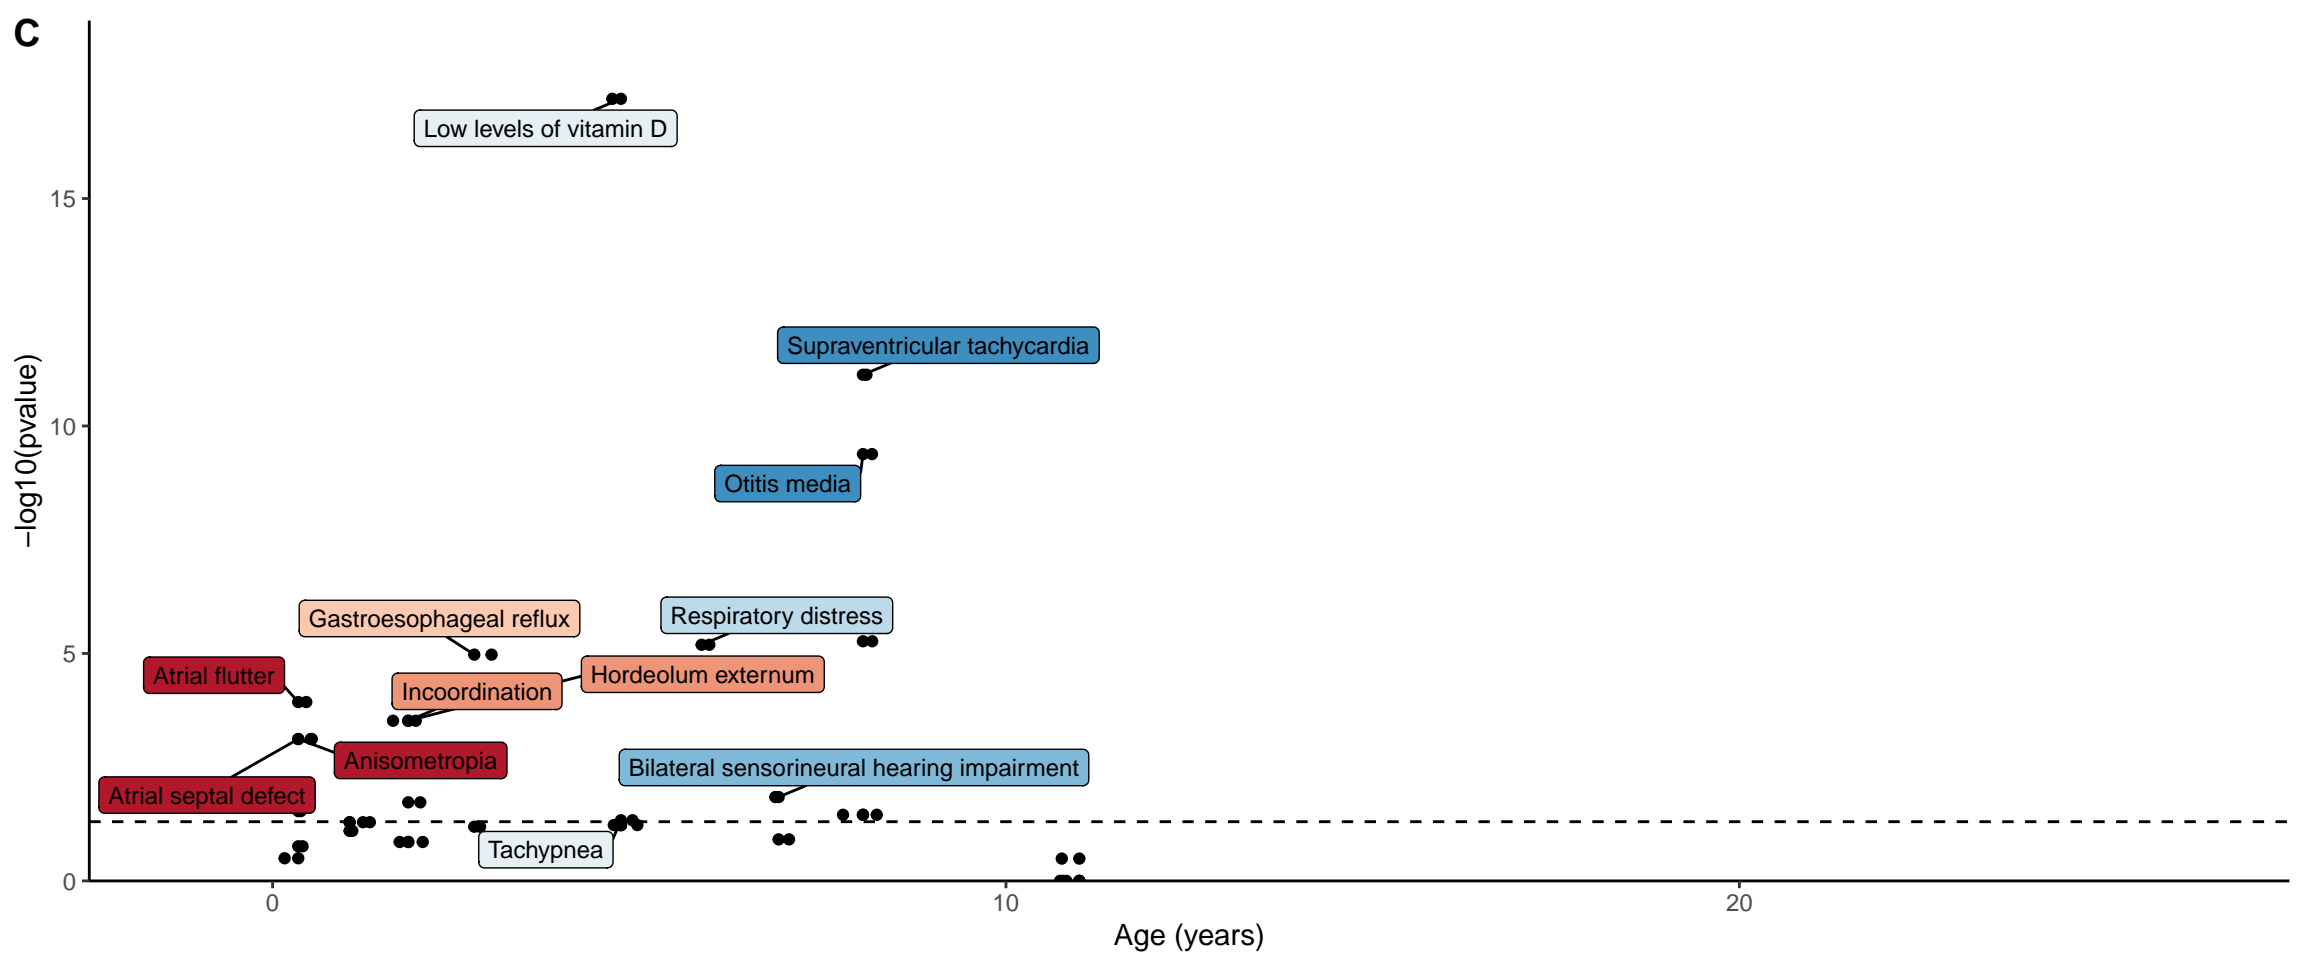 C
Low levels of vitamin D
15
Supraventricular tachycardia
10
Otitis media
−log10(pvalue)
Gastroesophageal reflux
Respiratory distress
5
Atrial flutter
Hordeolum externum
Incoordination
Anisometropia
Bilateral sensorineural hearing impairment
Atrial septal defect
Tachypnea
0
0
10
20
Age (years)